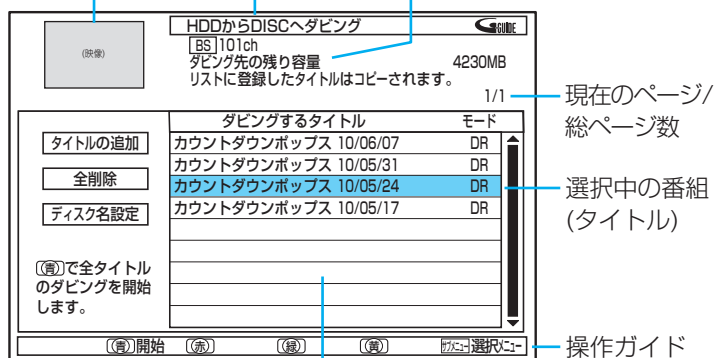 HDDからDISCへダビング
G-GUIDE
(映像)
BS 101ch
ダビング先の残り容量 4230MB
リストに登録したタイトルはコピーされます。
1/1
現在のページ/
総ページ数
ダビングするタイトル モード
タイトルの追加
カウントダウンポップス 10/06/07 DR
カウントダウンポップス 10/05/31 DR
全削除
カウントダウンポップス 10/05/24 DR
選択中の番組
(タイトル)
ディスク名設定
カウントダウンポップス 10/05/17 DR
(青)で全タイトル
のダビングを開始
します。
(青)開始 (赤) (緑) (黄) サブメニュー 選択メニュー
操作ガイド